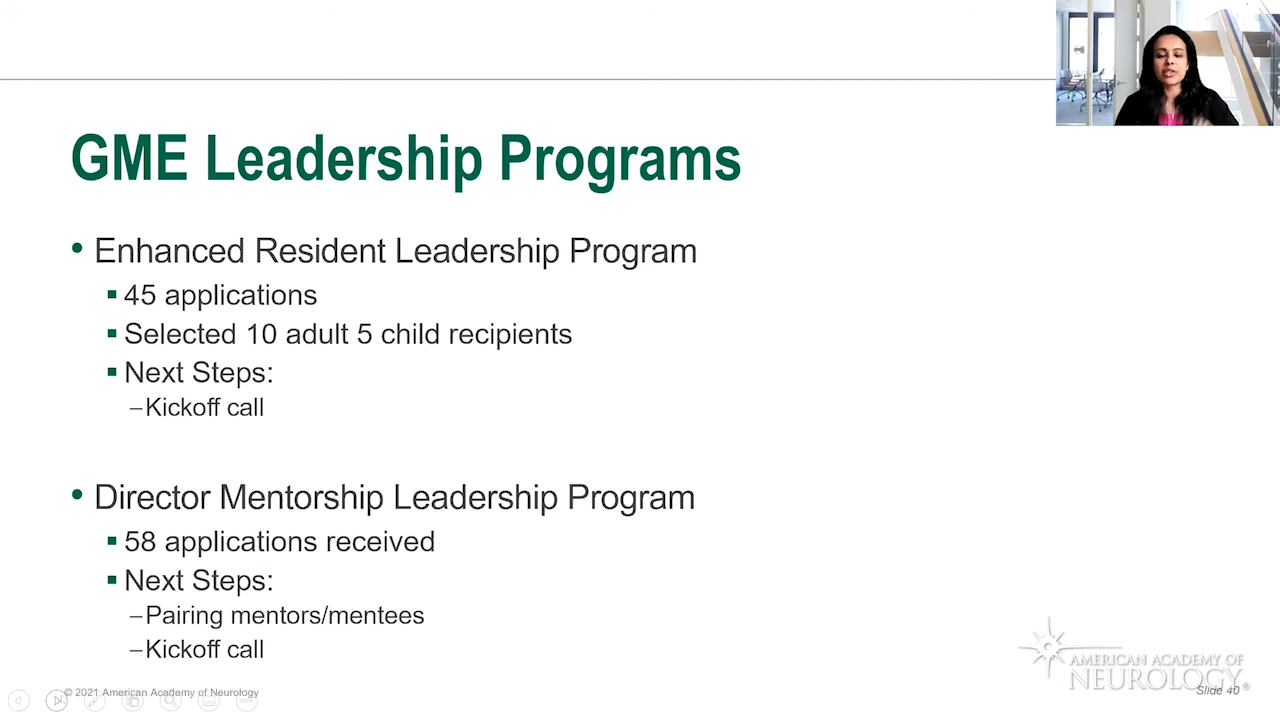 GME Leadership Programs
• Enhanced Resident Leadership Program
▪ 45 applications
▪ Selected 10 adult 5 child recipients
▪ Next Steps:
–Kickoff call
• Director Mentorship Leadership Program
▪ 58 applications received
▪ Next Steps:
–Pairing mentors/mentees
–Kickoff call
AMERICAN ACADEMY OF
NEUROLOGY®
© 2021 American Academy of Neurology
Slide 40